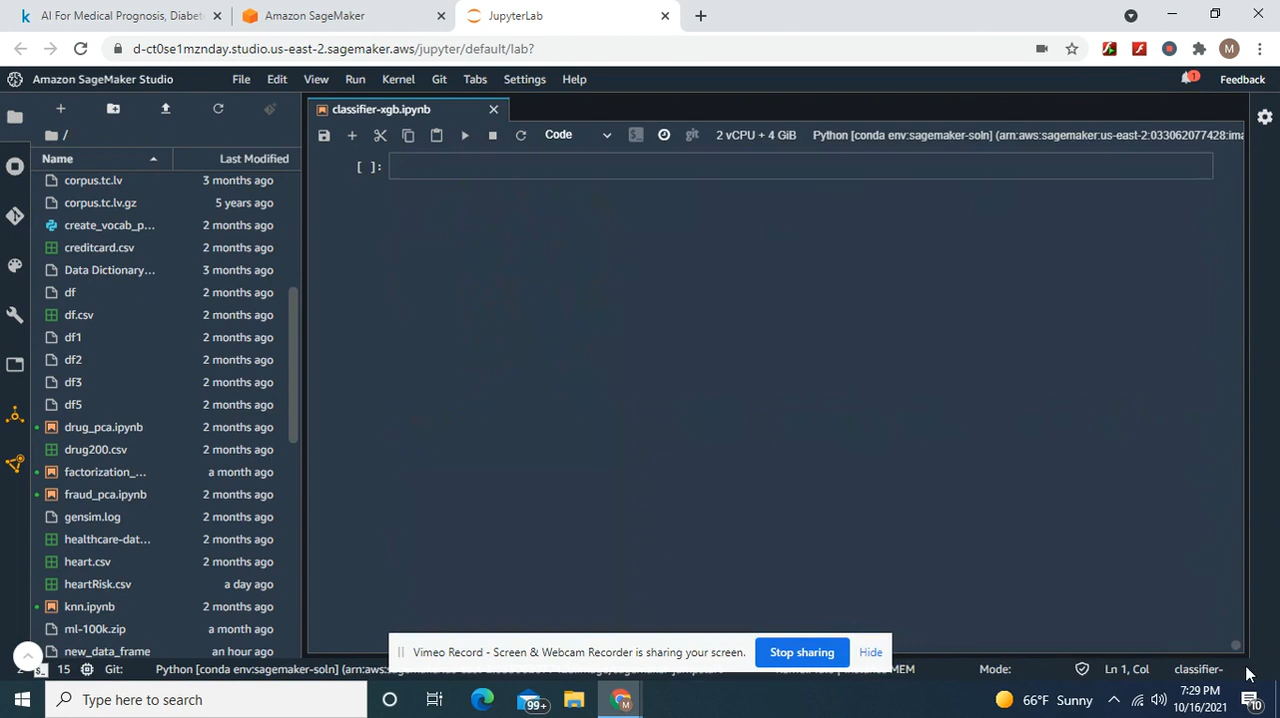 AI For Medical Prognosis, Diabet
Amazon SageMaker
JupyterLab
d-ct0se1mznday.studio.us-east-2.sagemaker.aws/jupyter/default/lab?
M
Amazon SageMaker Studio
File Edit View Run Kernel Git Tabs Settings Help
1
Feedback
classifier-xgb.ipynb
/
Code
git
2 vCPU + 4 GiB
Python [conda env:sagemaker-soln] (arn:aws:sagemaker:us-east-2:033062077428:ima
Name Last Modified
[ ]:
corpus.tc.lv 3 months ago
corpus.tc.lv.gz 5 years ago
create_vocab_p... 2 months ago
creditcard.csv 2 months ago
Data Dictionary... 3 months ago
df 2 months ago
df.csv 2 months ago
df1 2 months ago
df2 2 months ago
df3 2 months ago
df5 2 months ago
drug_pca.ipynb 2 months ago
drug200.csv 2 months ago
factorization_... a month ago
fraud_pca.ipynb 2 months ago
gensim.log 2 months ago
healthcare-dat... 2 months ago
heart.csv 2 months ago
heartRisk.csv a day ago
knn.ipynb 2 months ago
ml-100k.zip a month ago
new_data_frame an hour ago
Vimeo Record - Screen & Webcam Recorder is sharing your screen.
Stop sharing
Hide
15 Git: Python [conda env:sagemaker-soln] (arn:aws:
MEM
Mode: Ln 1, Col classifier-
Type here to search
99+
M
66°F Sunny
7:29 PM
10/16/2021
10